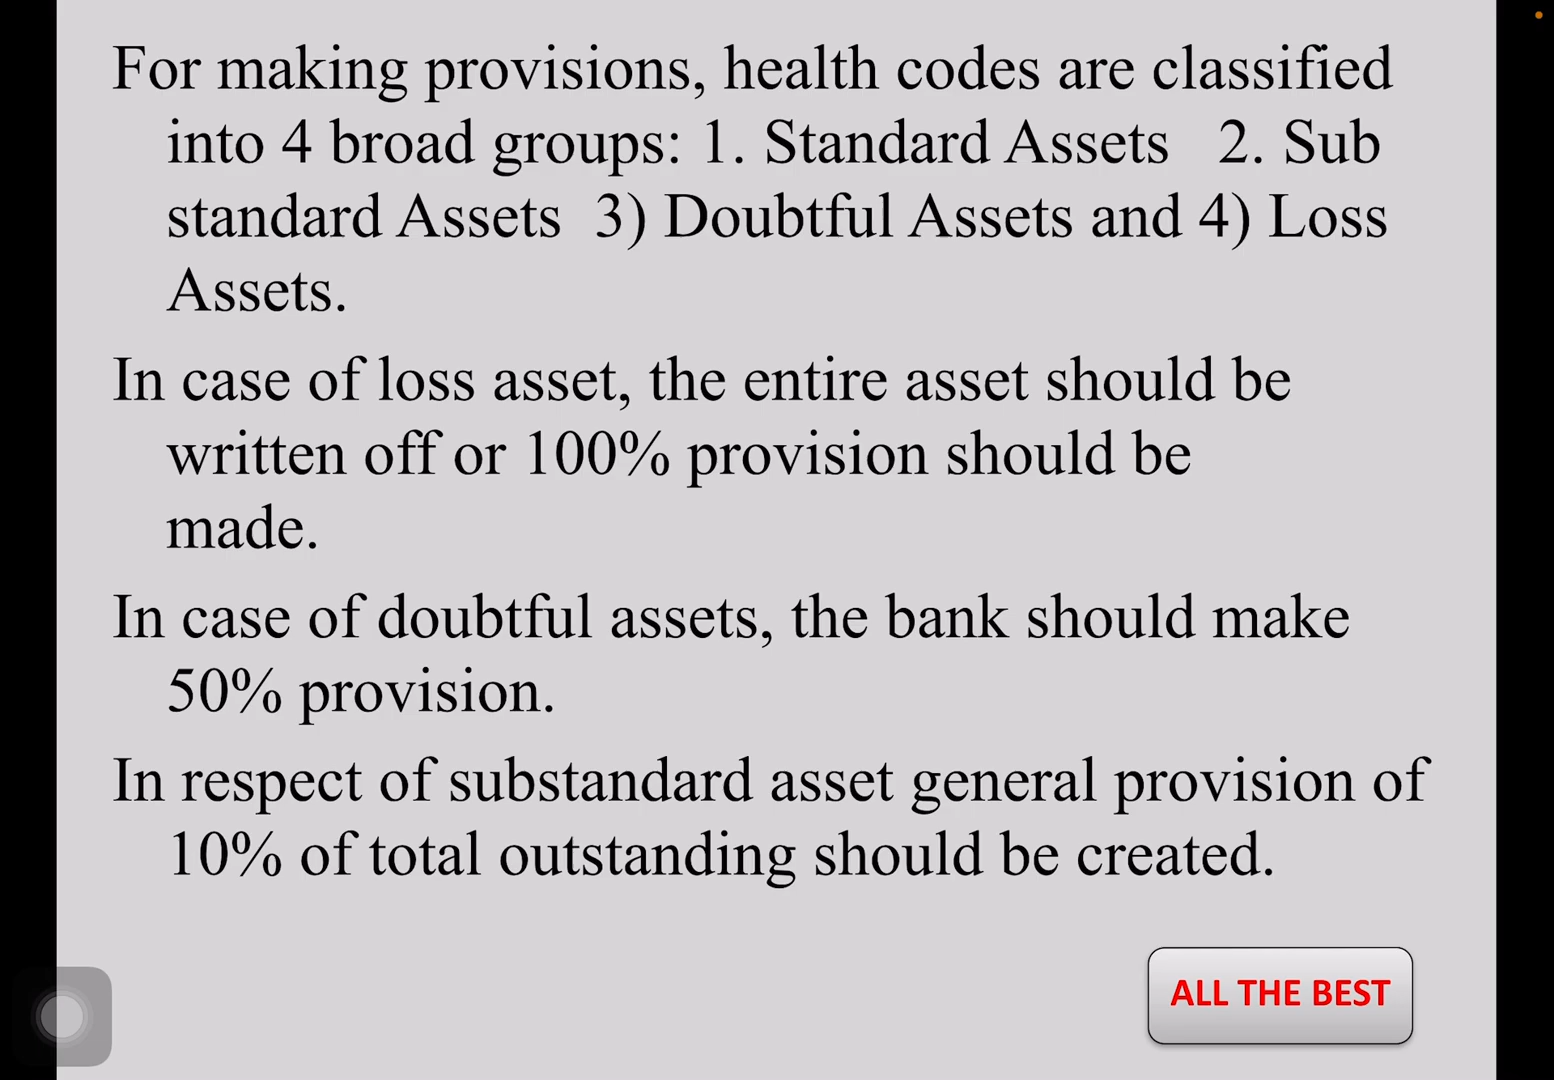 For making provisions, health codes are classified
into 4 broad groups: 1. Standard Assets 2. Sub
standard Assets 3) Doubtful Assets and 4) Loss
Assets.
In case of loss asset, the entire asset should be
written off or 100% provision should be
made.
In case of doubtful assets, the bank should make
50% provision.
In respect of substandard asset general provision of
10% of total outstanding should be created.
ALL THE BEST